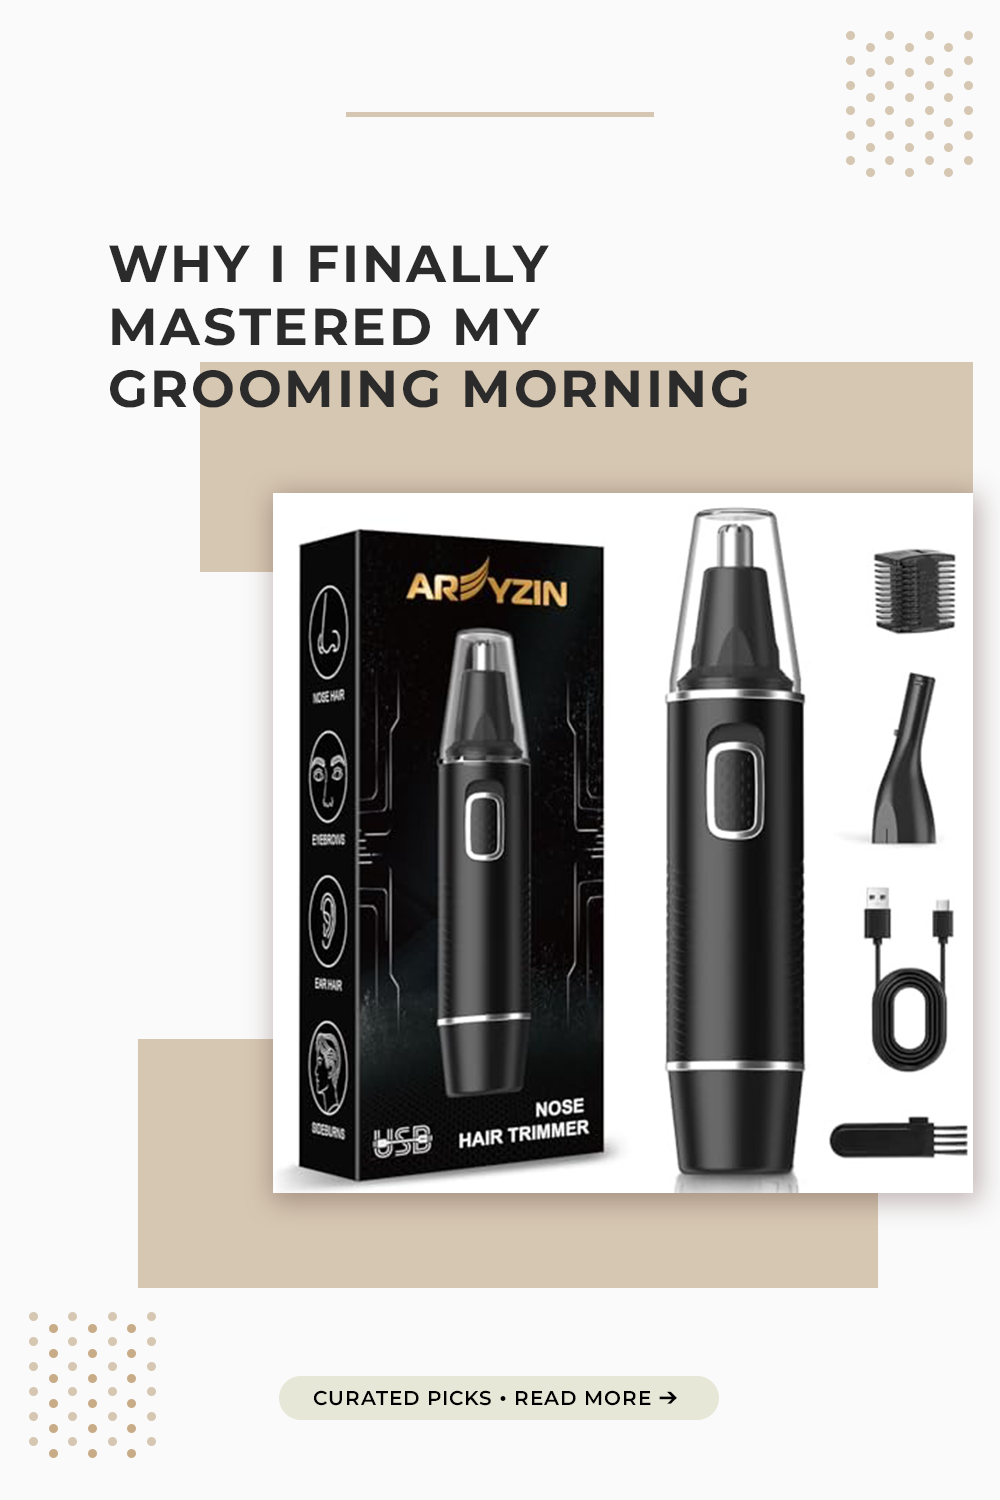 WHY I FINALLY
MASTERED MY
GROOMING MORNING
AREYZIN
NOSE HAIR
EYEBROWS
EAR HAIR
SIDEBURNS
USB
NOSE
HAIR TRIMMER
CURATED PICKS • READ MORE →